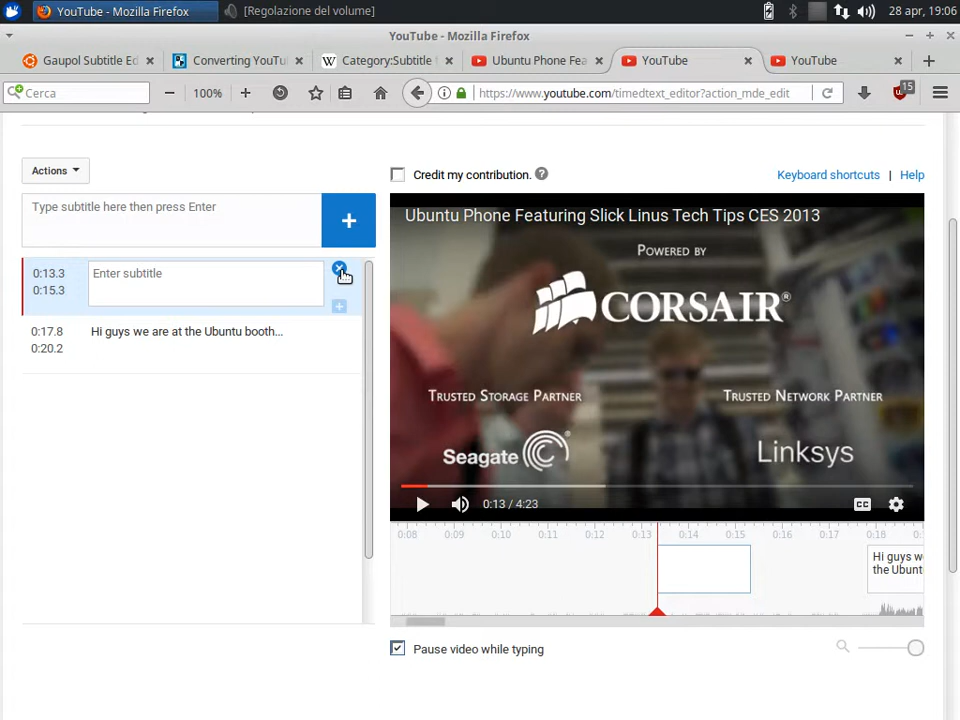 YouTube - Mozilla Firefox
[Regolazione del volume]
28 apr, 19:06
YouTube - Mozilla Firefox
Gaupol Subtitle Ed
Converting YouTu
Category:Subtitle
Ubuntu Phone Fea
YouTube
YouTube
Cerca
100%
https://www.youtube.com/timedtext_editor?action_mde_edit
15
Actions
Credit my contribution.
Keyboard shortcuts | Help
Type subtitle here then press Enter
Ubuntu Phone Featuring Slick Linus Tech Tips CES 2013
Powered by
CORSAIR®
Trusted Storage Partner
Trusted Network Partner
Seagate
Linksys
0:13.3
0:15.3
Enter subtitle
0:17.8
0:20.2
Hi guys we are at the Ubuntu booth...
0:13 / 4:23
CC
0:08 0:09 0:10 0:11 0:12 0:13 0:14 0:15 0:16 0:17 0:18
Hi guys w
the Ubunt
Pause video while typing